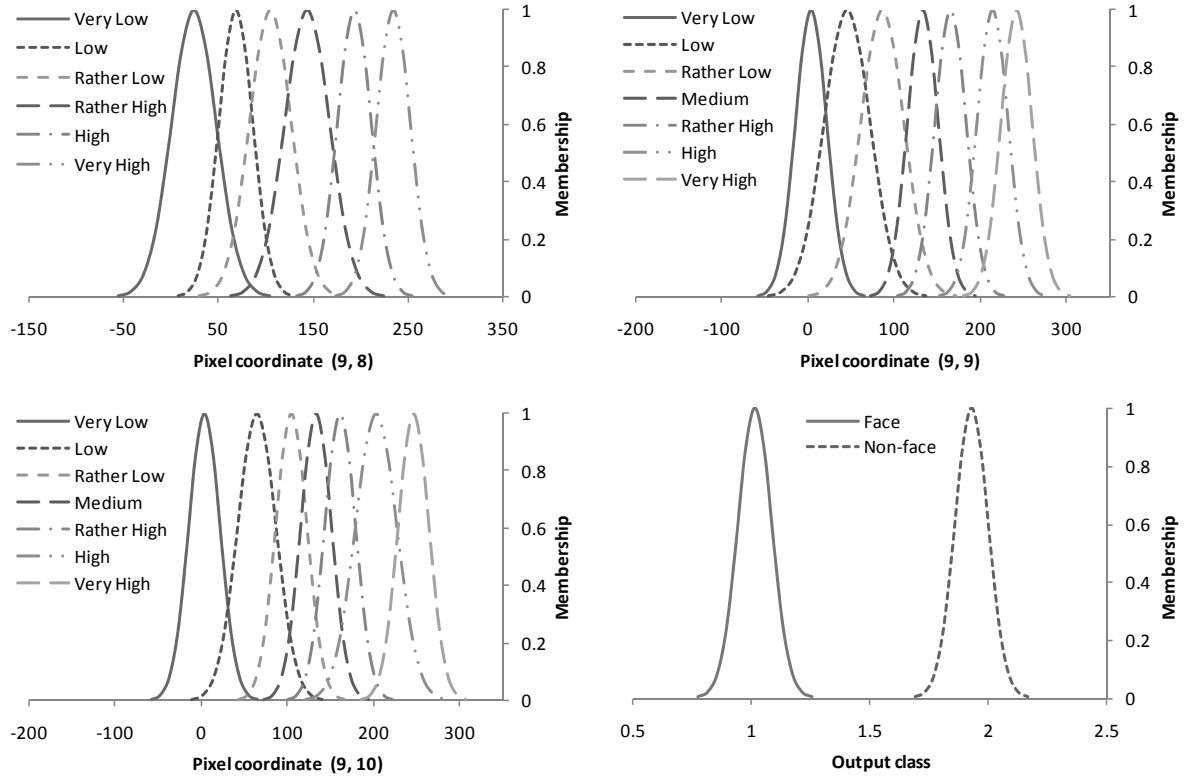 Very Low
Low
Rather Low
Rather High
High
Very High
1
0.8
0.6
0.4
0.2
0
Membership
-150 -50 50 150 250 350
Pixel coordinate (9, 8)
Very Low
Low
Rather Low
Medium
Rather High
High
Very High
1
0.8
0.6
0.4
0.2
0
Membership
-200 -100 0 100 200 300
Pixel coordinate (9, 9)
Very Low
Low
Rather Low
Medium
Rather High
High
Very High
1
0.8
0.6
0.4
0.2
0
Membership
-200 -100 0 100 200 300
Pixel coordinate (9, 10)
Face
Non-face
1
0.8
0.6
0.4
0.2
0
Membership
0.5 1 1.5 2 2.5
Output class